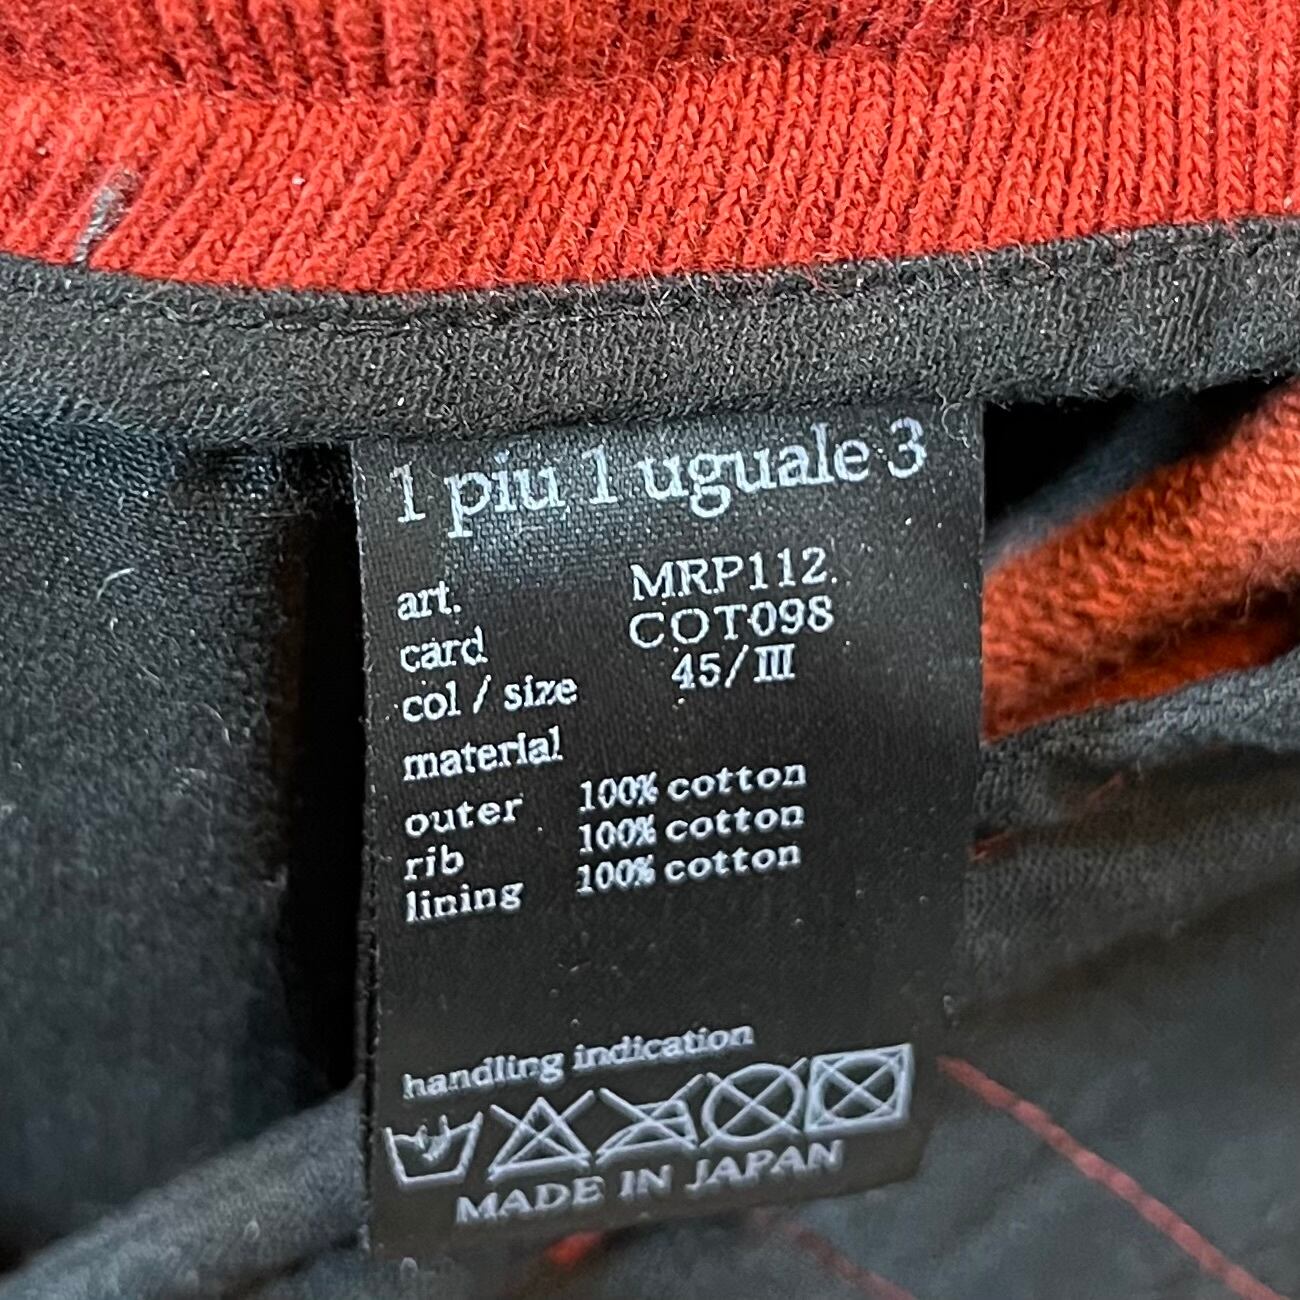 1 piu 1 uguale 3
art. MRP112
card COT098
col / size 45/III
material
outer 100% cotton
rib 100% cotton
lining 100% cotton
handling indication
MADE IN JAPAN